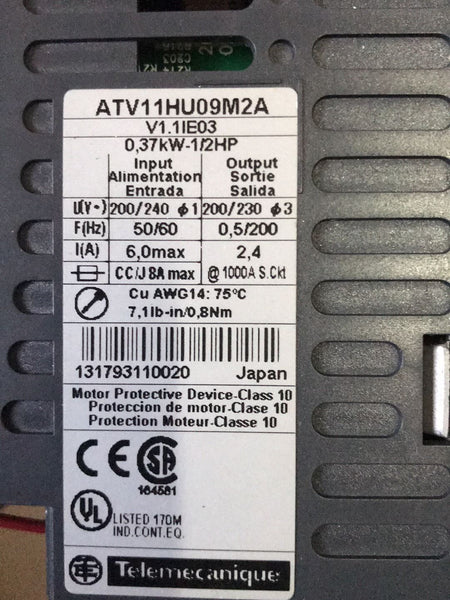 ATV11HU09M2A
V1.1IE03
0,37kW-1/2HP
Input Output
Alimentation Sortie
Entrada Salida
U(V~) 200/240 ϕ1 200/230 ϕ3
F(Hz) 50/60 0,5/200
I(A) 6,0max 2,4
CC/J 8A max @1000A S.Ckt
Cu AWG14: 75°C
7,1lb-in/0,8Nm
131793110020 Japan
Motor Protective Device-Class 10
Proteccion de motor-Clase 10
Protection Moteur-Classe 10
CE SA
164581
UL LISTED 170M
IND.CONT.EQ.
TE Telemecanique